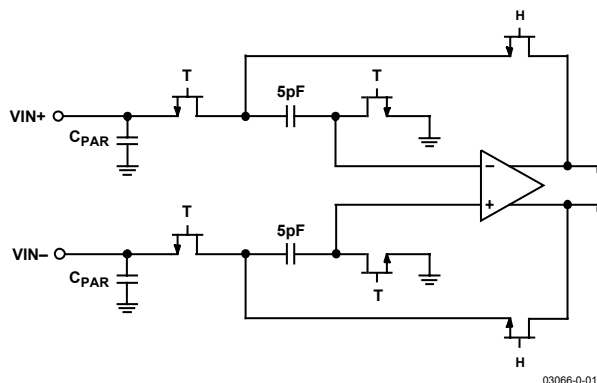 H
T
5pF
T
VIN+
CPAR
−
+
T
5pF
VIN–
CPAR
T
H
03066-0-01